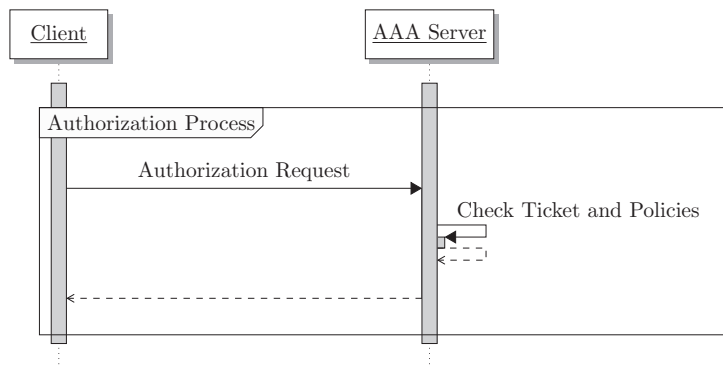 Client
AAA Server
Authorization Process
Authorization Request
Check Ticket and Policies